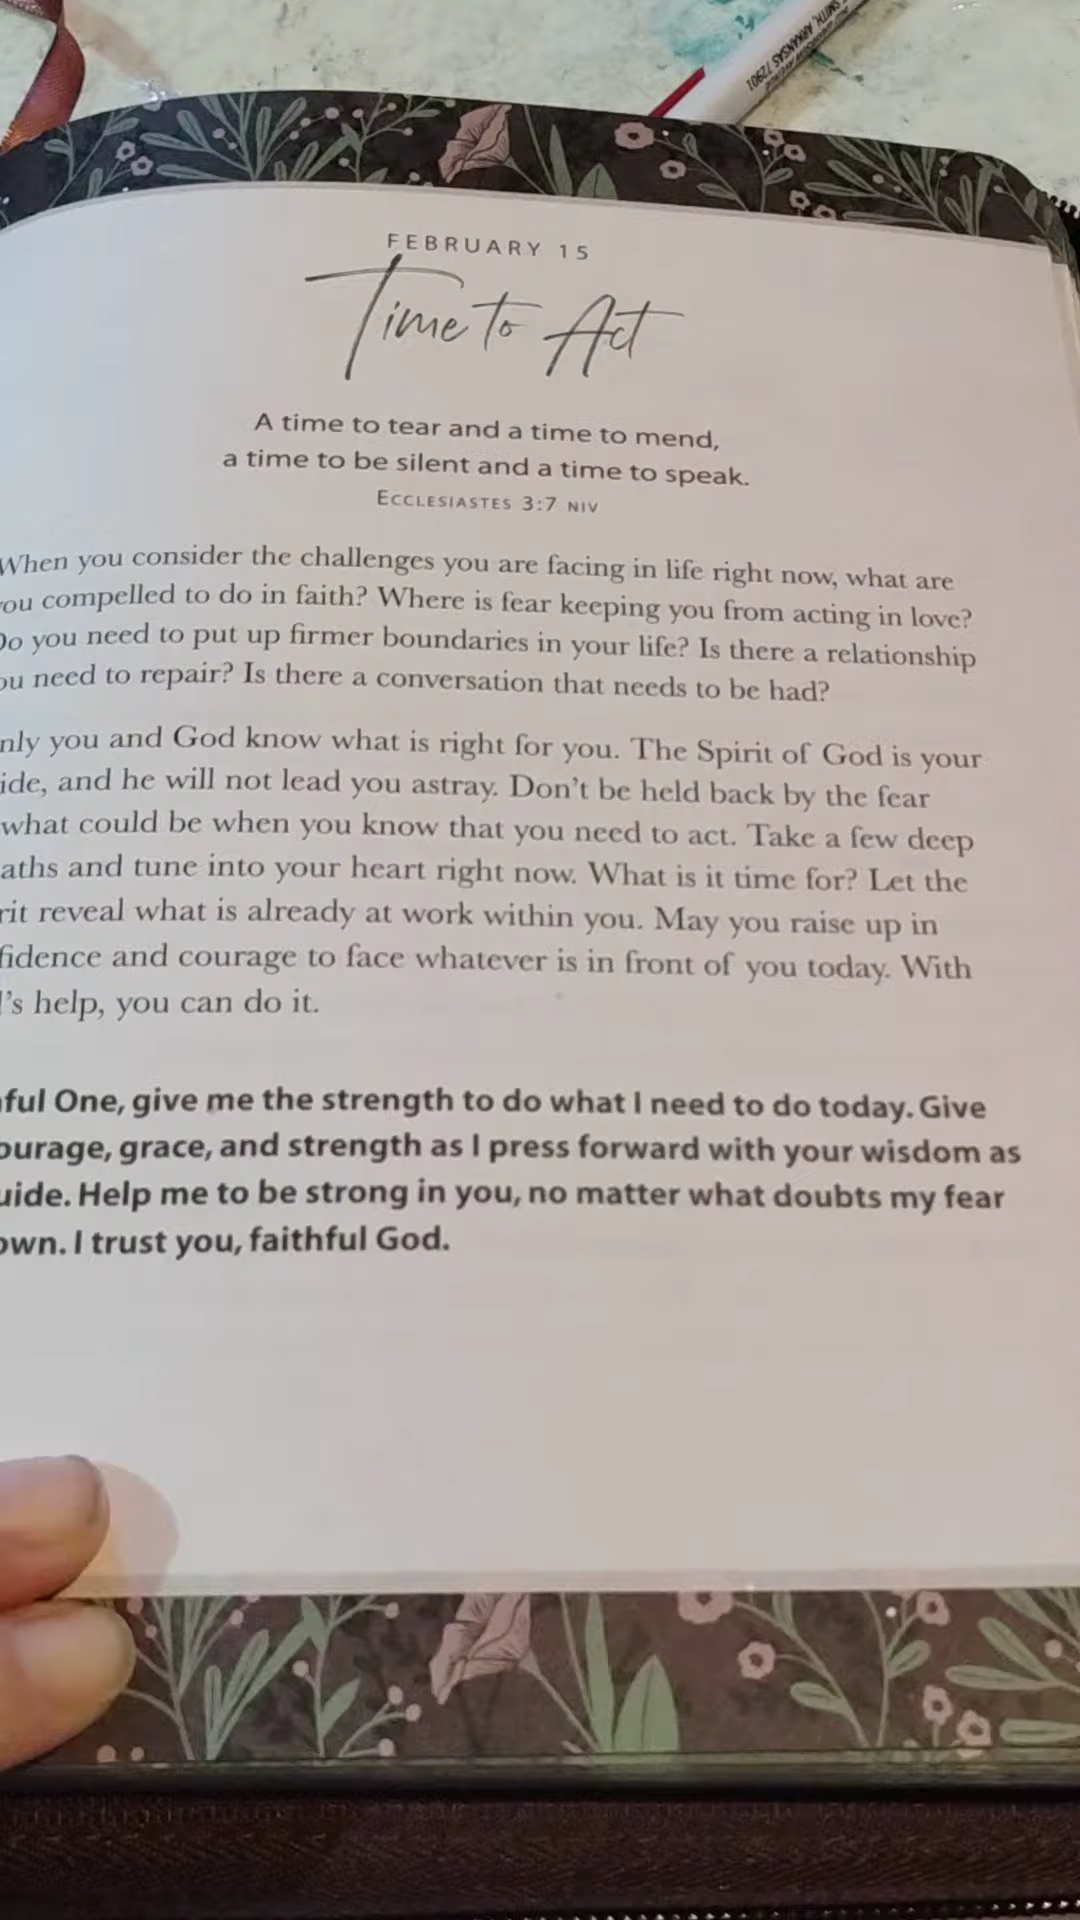 SMITH, ARKANSAS 72901
FEBRUARY 15
Time to Act
A time to tear and a time to mend,
a time to be silent and a time to speak.
ECCLESIASTES 3:7 NIV
When you consider the challenges you are facing in life right now, what are
you compelled to do in faith? Where is fear keeping you from acting in love?
Do you need to put up firmer boundaries in your life? Is there a relationship
ou need to repair? Is there a conversation that needs to be had?
nly you and God know what is right for you. The Spirit of God is your
ide, and he will not lead you astray. Don't be held back by the fear
what could be when you know that you need to act. Take a few deep
aths and tune into your heart right now. What is it time for? Let the
rit reveal what is already at work within you. May you raise up in
fidence and courage to face whatever is in front of you today. With
's help, you can do it.
ful One, give me the strength to do what I need to do today. Give
ourage, grace, and strength as I press forward with your wisdom as
uide. Help me to be strong in you, no matter what doubts my fear
own. I trust you, faithful God.